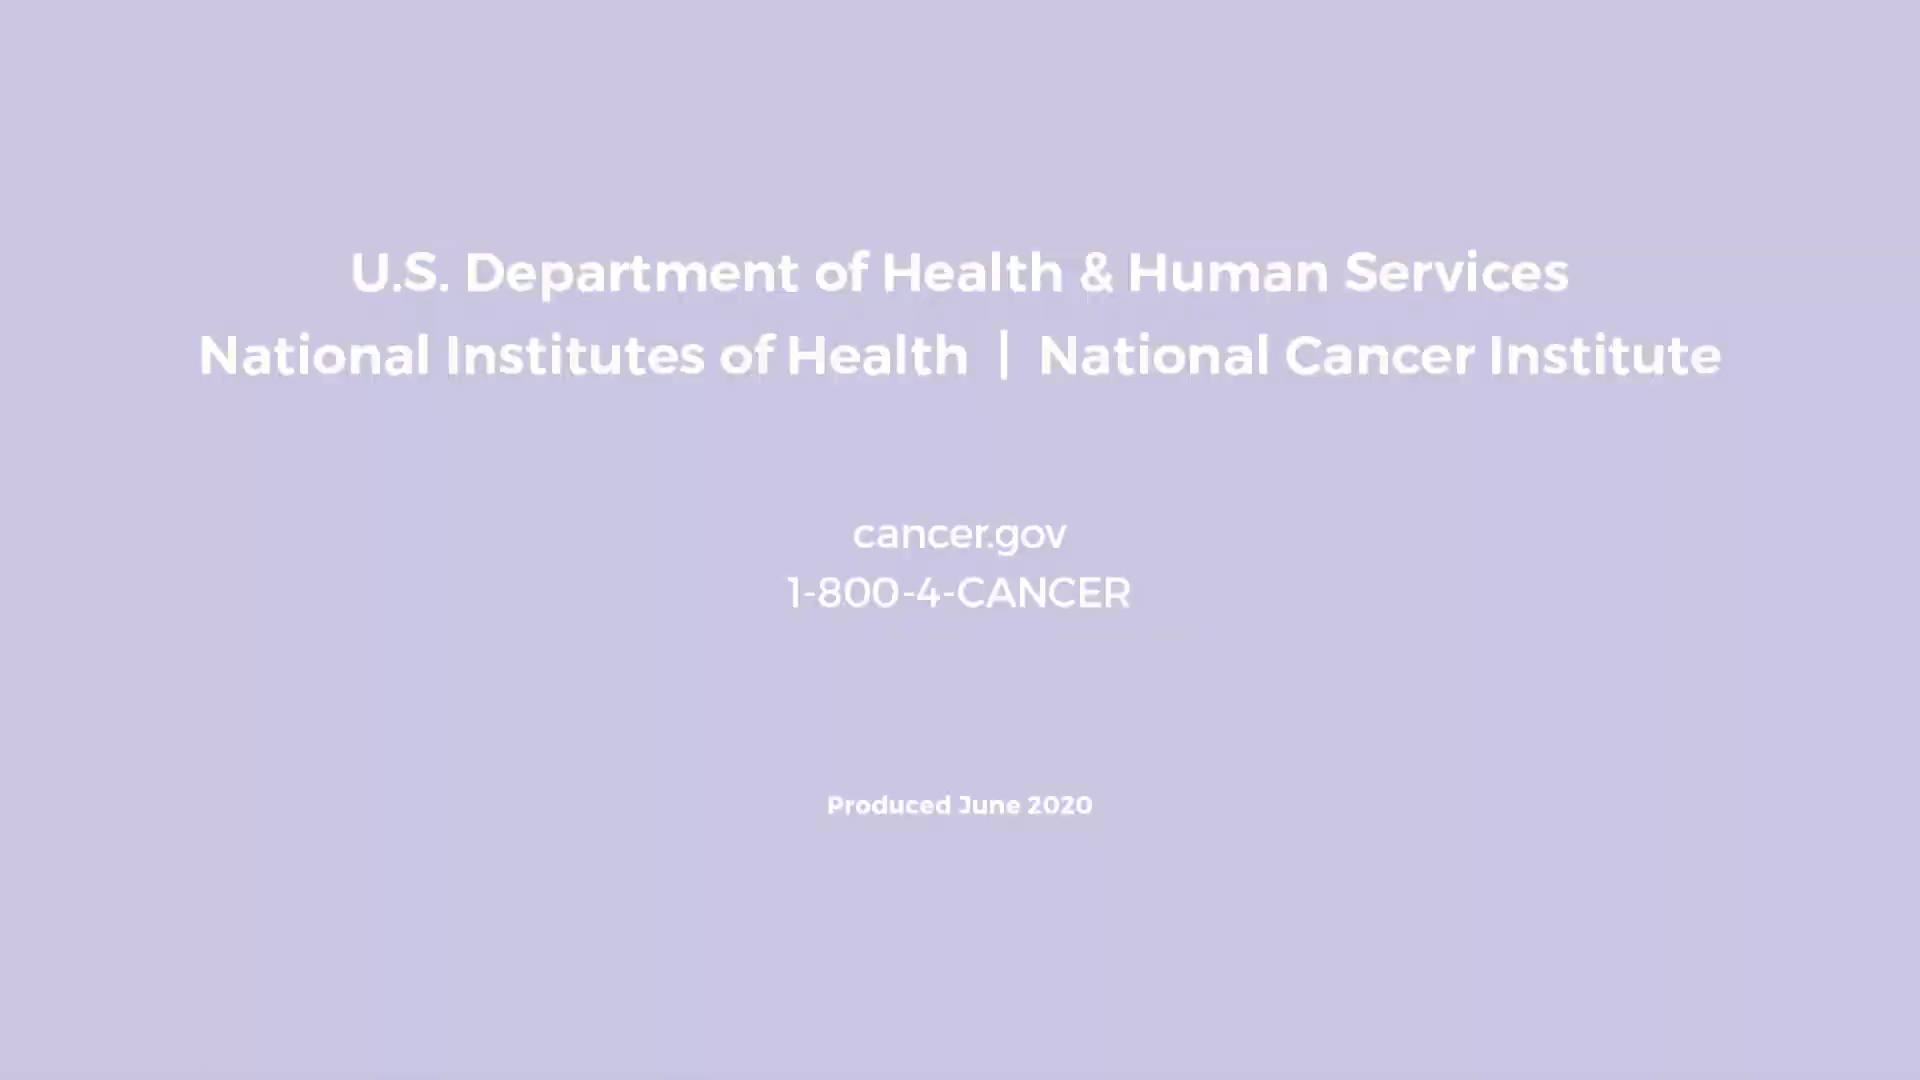 U.S. Department of Health & Human Services
National Institutes of Health | National Cancer Institute
cancer.gov
1-800-4-CANCER
Produced June 2020